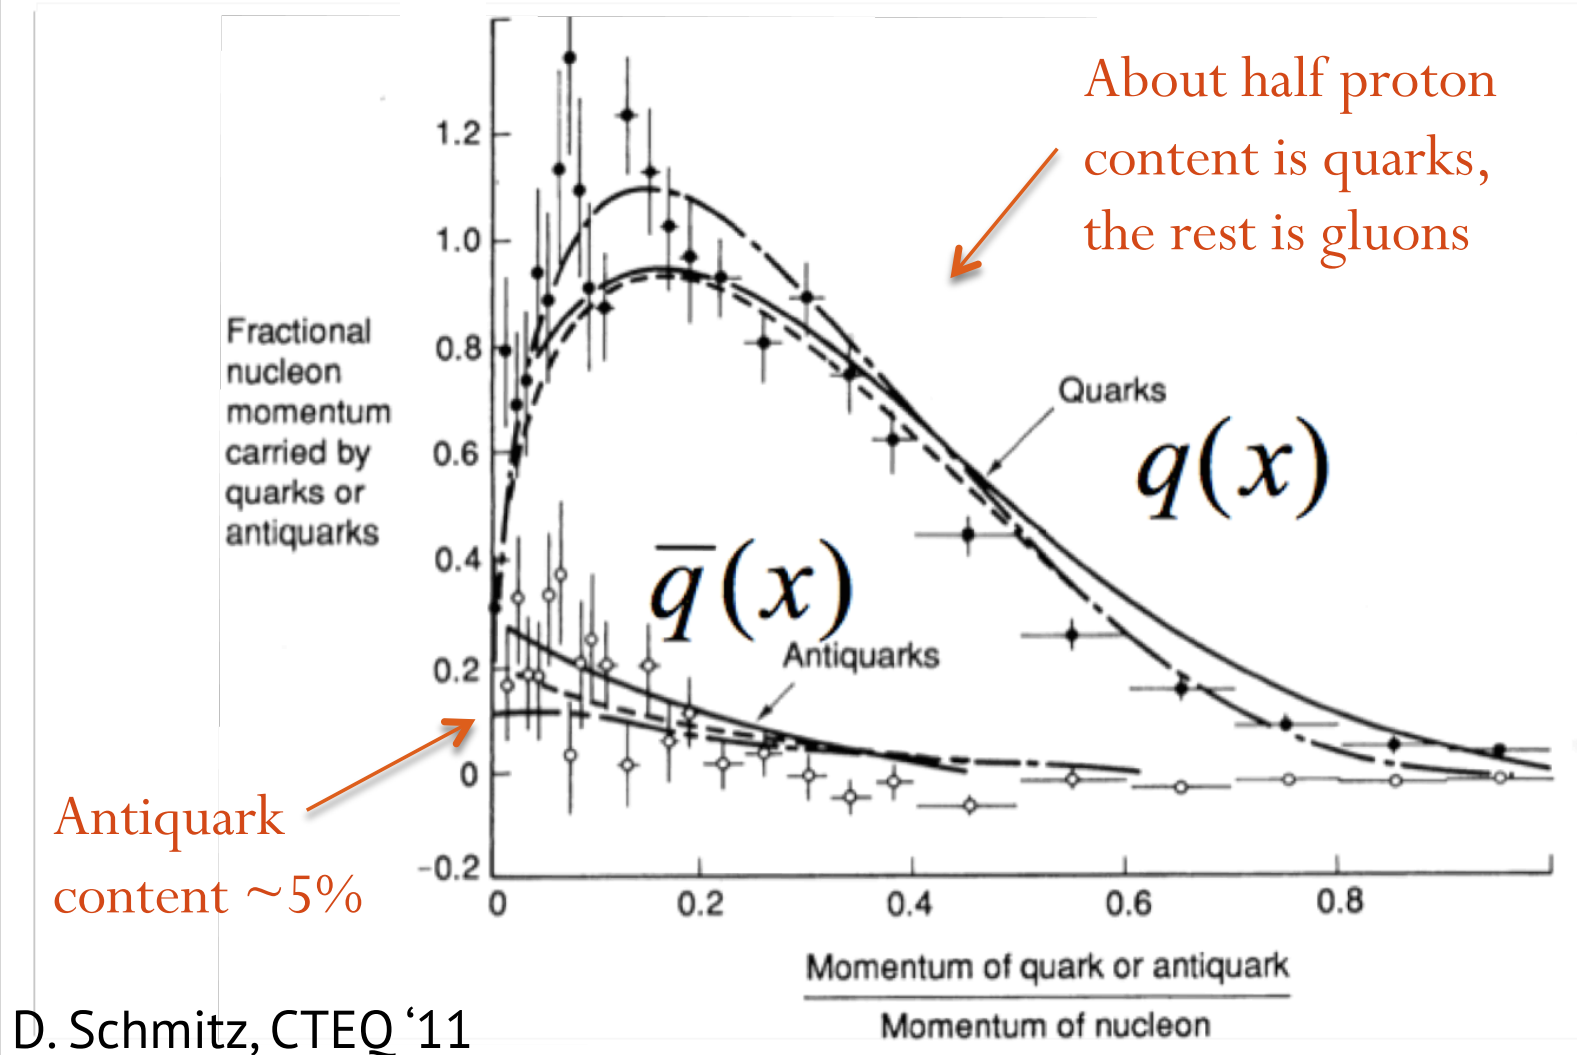 About half proton
content is quarks,
the rest is gluons
1.2
1.0
0.8
0.6
0.4
0.2
0
−0.2
Fractional
nucleon
momentum
carried by
quarks or
antiquarks
Quarks
q(x)
q̅(x)
Antiquarks
Antiquark
content ~5%
0 0.2 0.4 0.6 0.8
Momentum of quark or antiquark
Momentum of nucleon
D. Schmitz, CTEQ ‘11